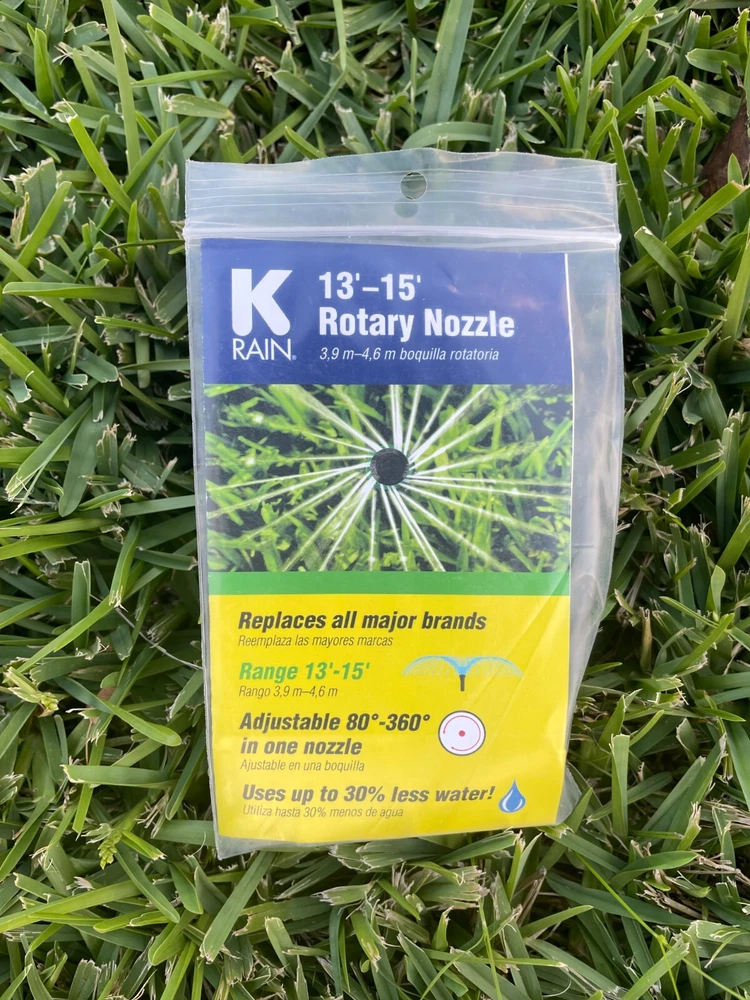 K
RAIN®
13'–15'
Rotary Nozzle
3,9 m–4,6 m boquilla rotatoria
Replaces all major brands
Reemplaza las mayores marcas
Range 13'-15'
Rango 3,9 m–4,6 m
Adjustable 80°-360°
in one nozzle
Ajustable en una boquilla
Uses up to 30% less water!
Utiliza hasta 30% menos de agua